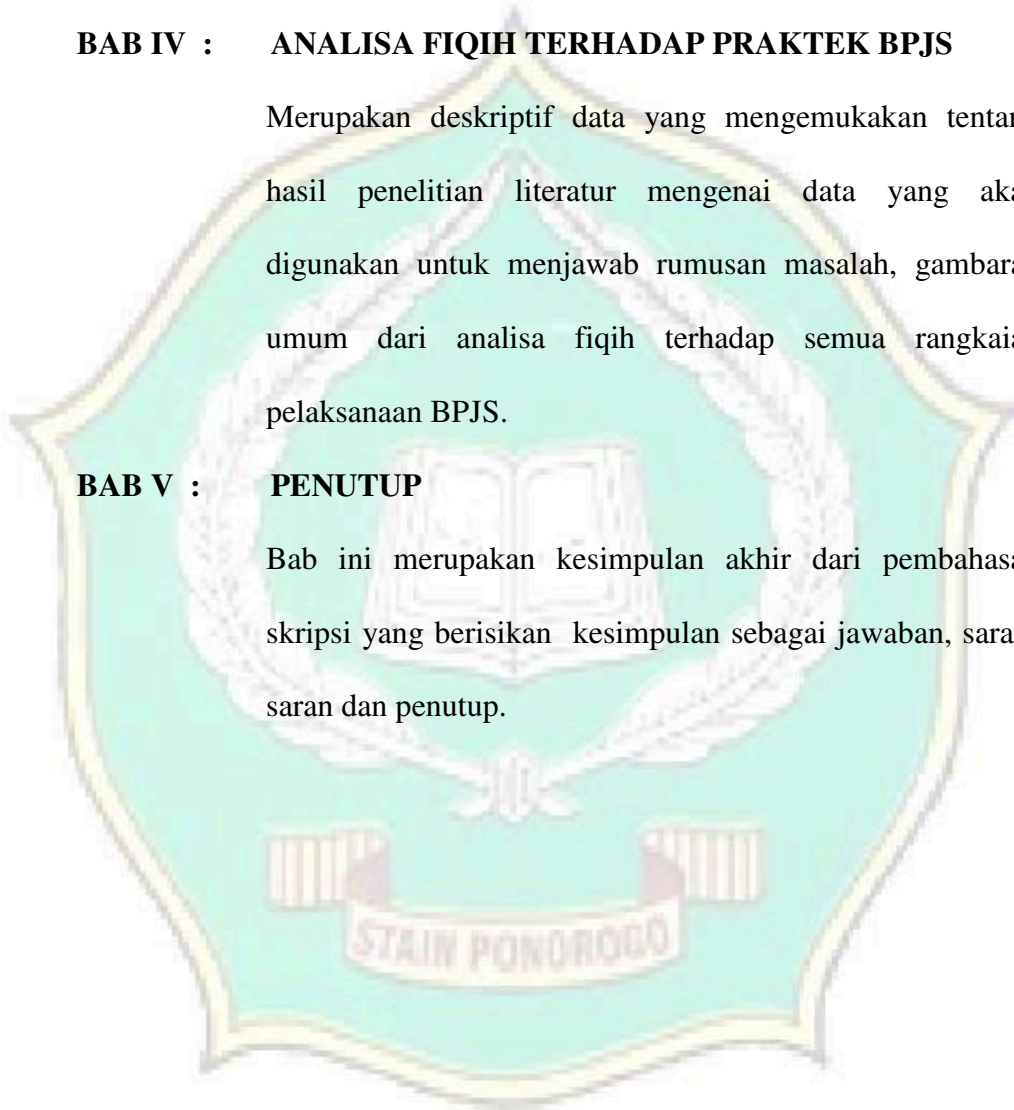 BAB IV : ANALISA FIQIH TERHADAP PRAKTEK BPJS
Merupakan deskriptif data yang mengemukakan tentan
hasil penelitian literatur mengenai data yang aka
digunakan untuk menjawab rumusan masalah, gambara
umum dari analisa fiqih terhadap semua rangkaia
pelaksanaan BPJS.
BAB V : PENUTUP
Bab ini merupakan kesimpulan akhir dari pembahasa
skripsi yang berisikan kesimpulan sebagai jawaban, sara
saran dan penutup.
STAIN PONOROGO